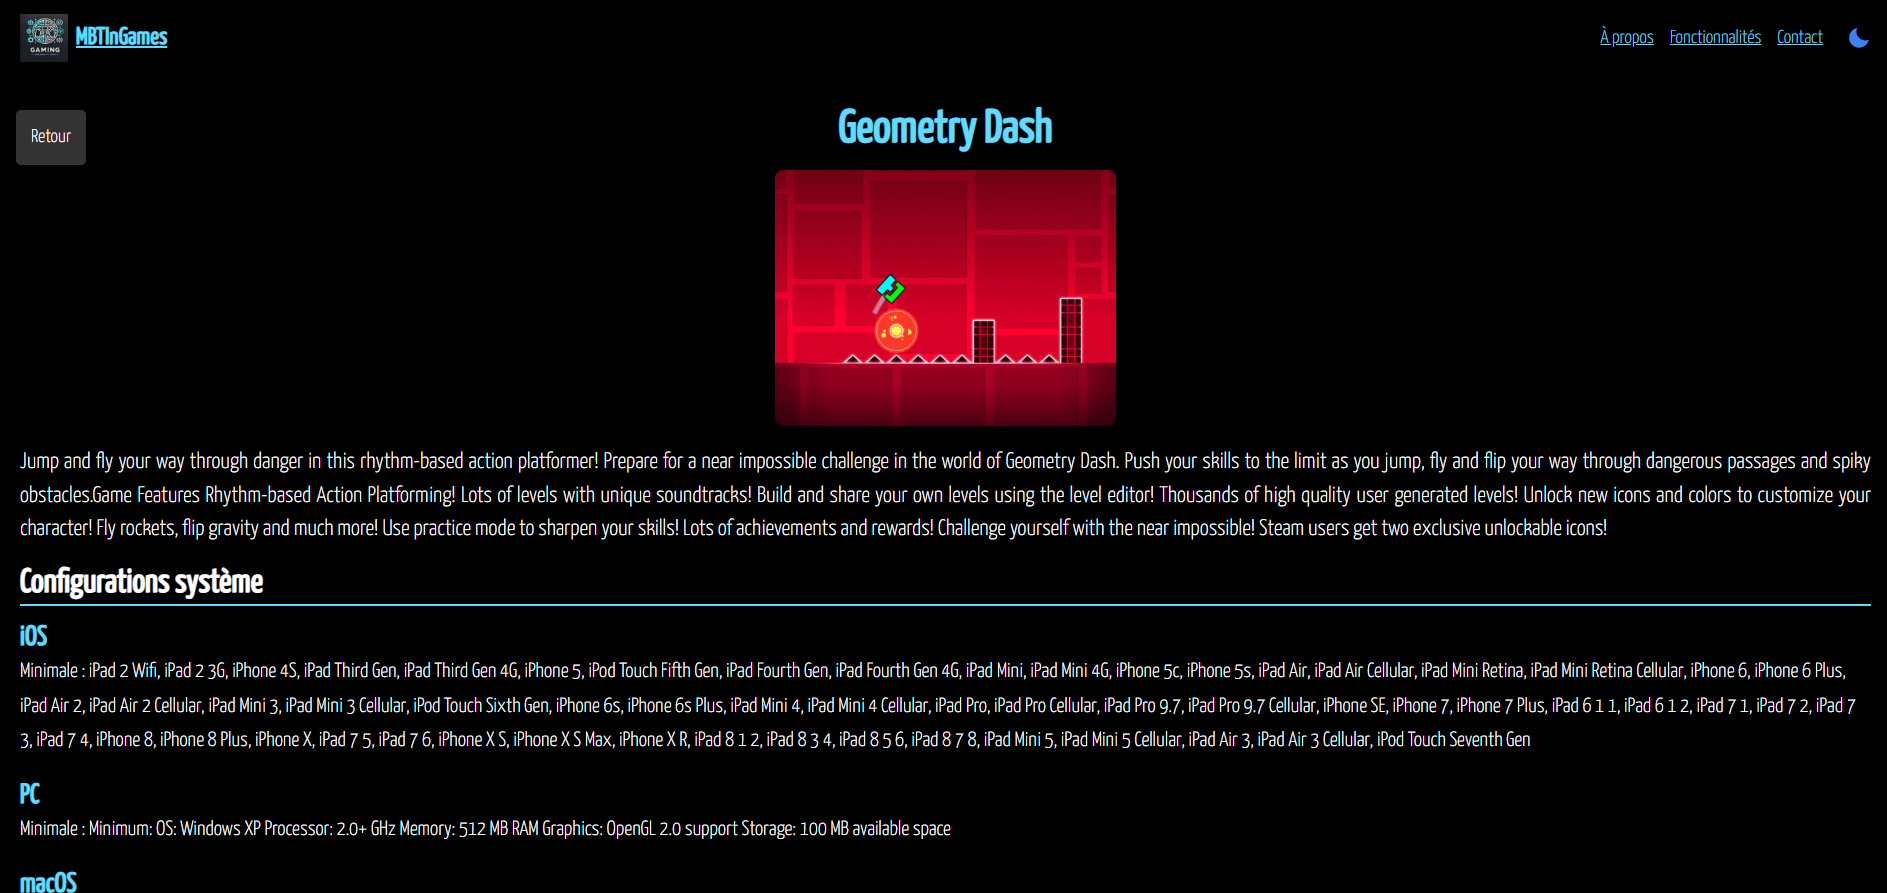 GAMING
MBTInGames
À propos
Fonctionnalités
Contact
Retour
Geometry Dash
Jump and fly your way through danger in this rhythm-based action platformer! Prepare for a near impossible challenge in the world of Geometry Dash. Push your skills to the limit as you jump, fly and flip your way through dangerous passages and spiky
obstacles.Game Features Rhythm-based Action Platforming! Lots of levels with unique soundtracks! Build and share your own levels using the level editor! Thousands of high quality user generated levels! Unlock new icons and colors to customize your
character! Fly rockets, flip gravity and much more! Use practice mode to sharpen your skills! Lots of achievements and rewards! Challenge yourself with the near impossible! Steam users get two exclusive unlockable icons!
Configurations système
iOS
Minimale : iPad 2 Wifi, iPad 2 3G, iPhone 4S, iPad Third Gen, iPad Third Gen 4G, iPhone 5, iPod Touch Fifth Gen, iPad Fourth Gen, iPad Fourth Gen 4G, iPad Mini, iPad Mini 4G, iPhone 5c, iPhone 5s, iPad Air, iPad Air Cellular, iPad Mini Retina, iPad Mini Retina Cellular, iPhone 6, iPhone 6 Plus,
iPad Air 2, iPad Air 2 Cellular, iPad Mini 3, iPad Mini 3 Cellular, iPod Touch Sixth Gen, iPhone 6s, iPhone 6s Plus, iPad Mini 4, iPad Mini 4 Cellular, iPad Pro, iPad Pro Cellular, iPad Pro 9.7, iPad Pro 9.7 Cellular, iPhone SE, iPhone 7, iPhone 7 Plus, iPad 6 1 1, iPad 6 1 2, iPad 7 1, iPad 7 2, iPad 7
3, iPad 7 4, iPhone 8, iPhone 8 Plus, iPhone X, iPad 7 5, iPad 7 6, iPhone X S, iPhone X S Max, iPhone X R, iPad 8 1 2, iPad 8 3 4, iPad 8 5 6, iPad 8 7 8, iPad Mini 5, iPad Mini 5 Cellular, iPad Air 3, iPad Air 3 Cellular, iPod Touch Seventh Gen
PC
Minimale : Minimum: OS: Windows XP Processor: 2.0+ GHz Memory: 512 MB RAM Graphics: OpenGL 2.0 support Storage: 100 MB available space
macOS